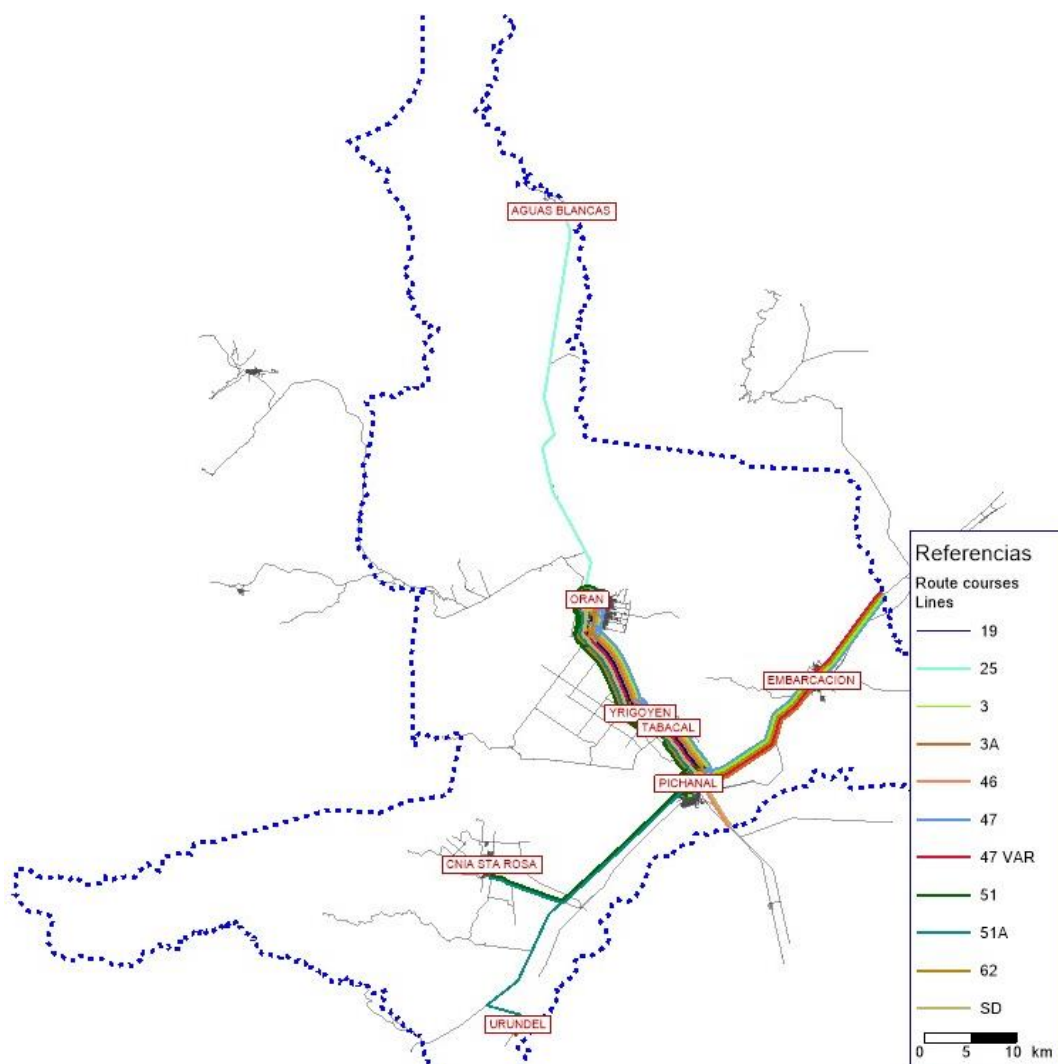 AGUAS BLANCAS
ORAN
EMBARCACION
YRIGOYEN
TABACAL
PICHANAL
CNIA STA ROSA
URUNDEL
Referencias
Route courses
Lines
19
25
3
3A
46
47
47 VAR
51
51A
62
SD
0 5 10 km